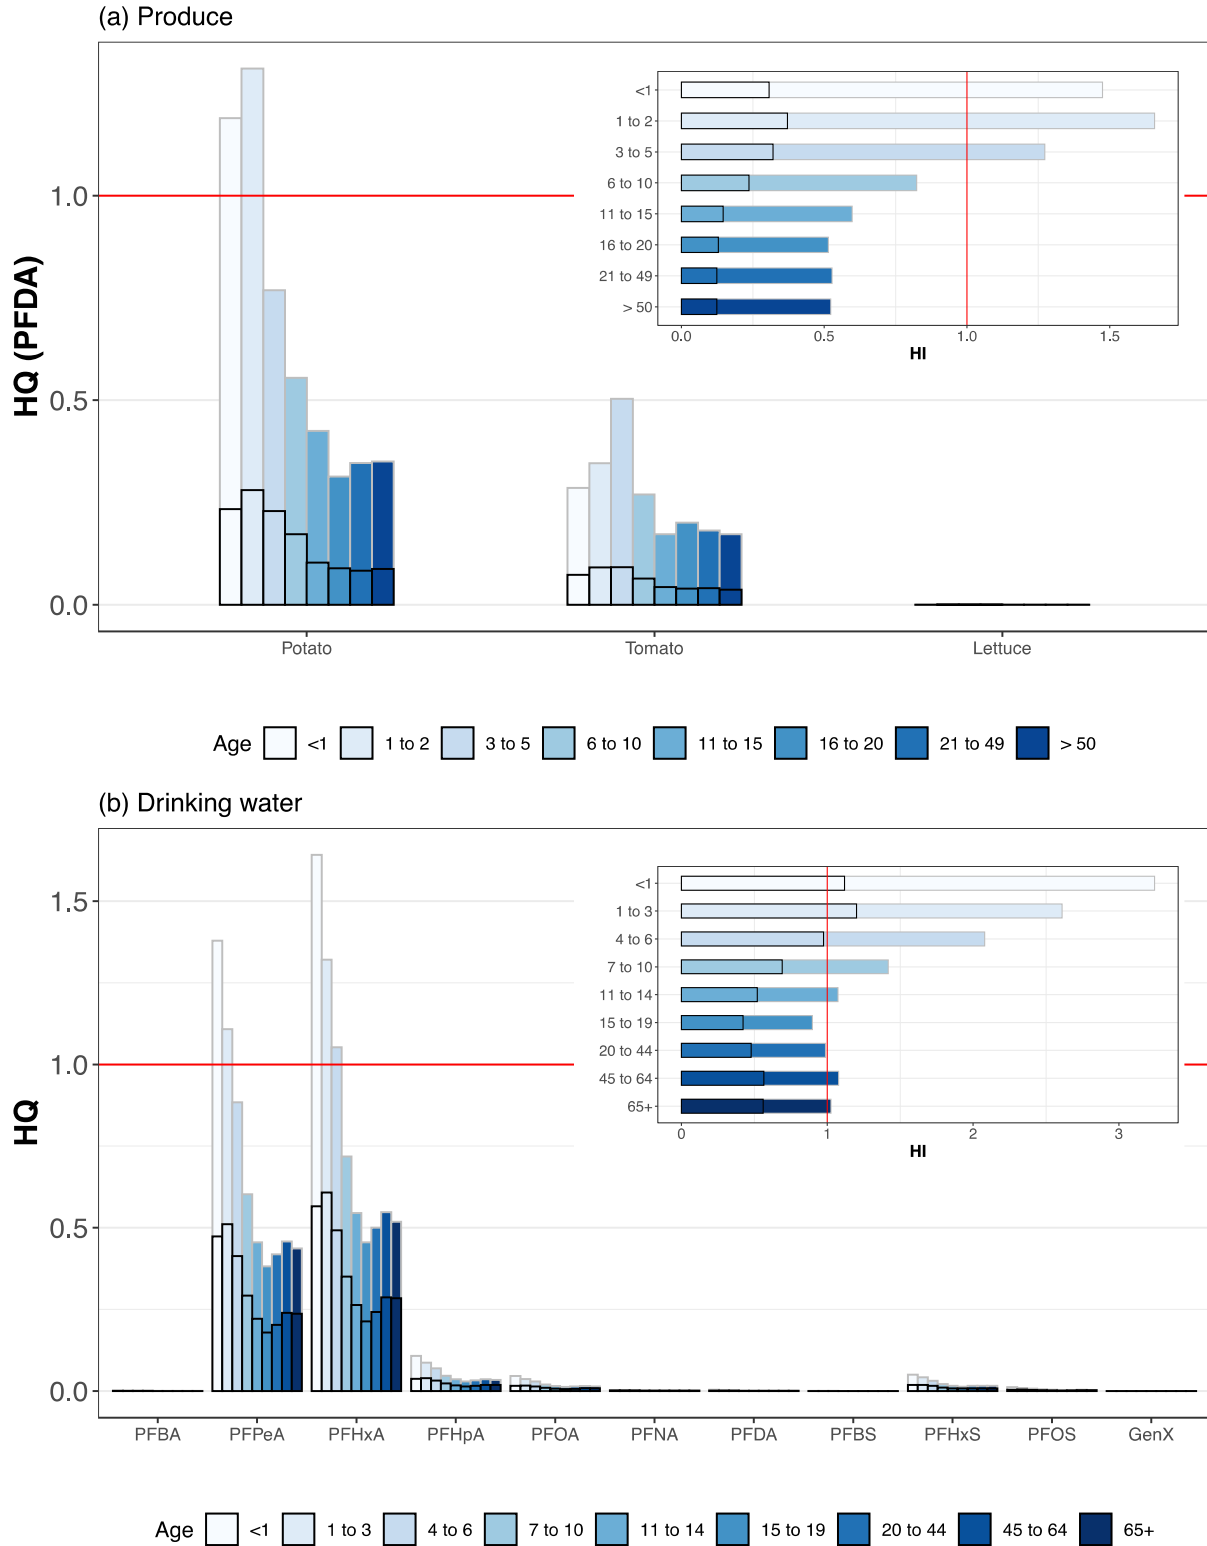 (a) Produce
HQ (PFDA)
1.0
0.5
0.0
<1
1 to 2
3 to 5
6 to 10
11 to 15
16 to 20
21 to 49
> 50
0.0 0.5 1.0 1.5
HI
Potato Tomato Lettuce
Age <1 1 to 2 3 to 5 6 to 10 11 to 15 16 to 20 21 to 49 > 50
(b) Drinking water
HQ
1.5
1.0
0.5
0.0
<1
1 to 3
4 to 6
7 to 10
11 to 14
15 to 19
20 to 44
45 to 64
65+
0 1 2 3
HI
PFBA PFPeA PFHxA PFHpA PFOA PFNA PFDA PFBS PFHxS PFOS GenX
Age <1 1 to 3 4 to 6 7 to 10 11 to 14 15 to 19 20 to 44 45 to 64 65+